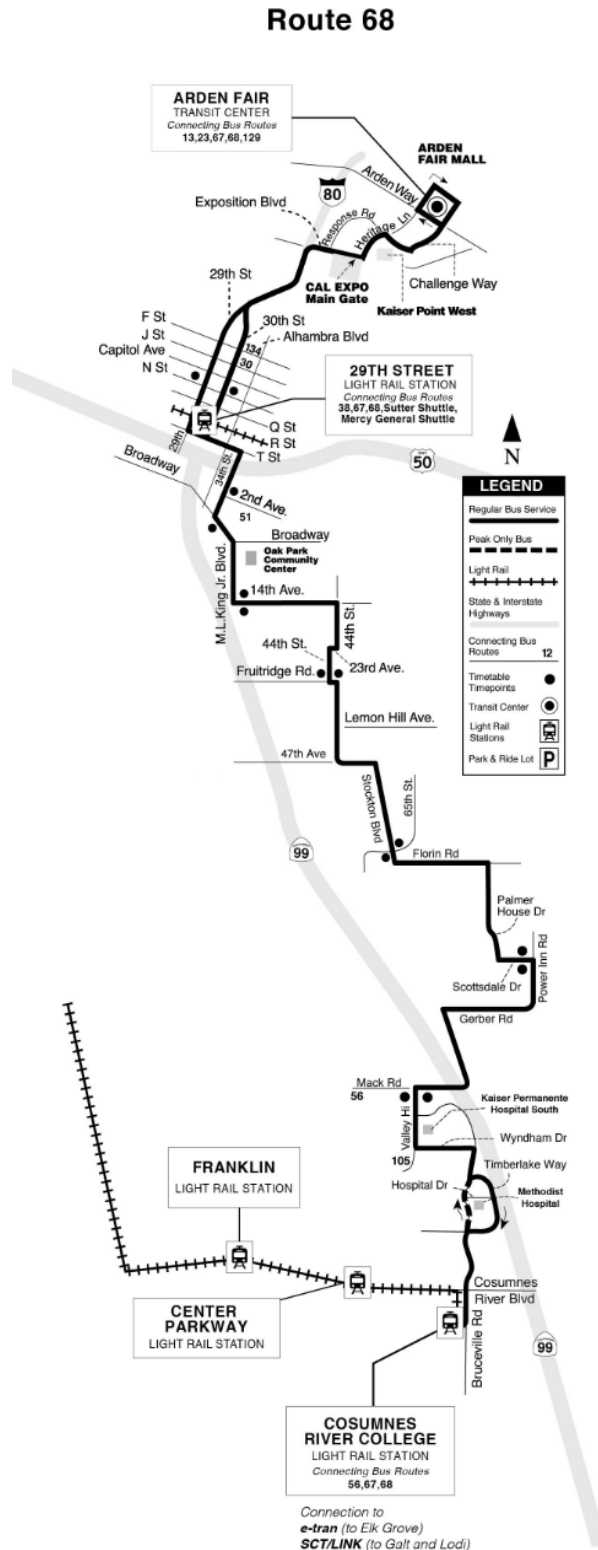 Route 68
ARDEN FAIR
TRANSIT CENTER
Connecting Bus Routes
13,23,67,68,129
ARDEN
FAIR MALL
80
Arden Way
Exposition Blvd
Response Rd
Heritage Ln
CAL EXPO
Main Gate
Challenge Way
Kaiser Point West
29th St
F St
J St
Capitol Ave
N St
30th St
Alhambra Blvd
134
30
29TH STREET
LIGHT RAIL STATION
Connecting Bus Routes
38,67,68,Sutter Shuttle,
Mercy General Shuttle
Q St
R St
T St
29th
34th St.
50
N
Broadway
2nd Ave.
51
Broadway
Oak Park
Community
Center
M.L.King Jr. Blvd.
14th Ave.
44th St.
44th St.
Fruitridge Rd.
23rd Ave.
Lemon Hill Ave.
47th Ave
Stockton Blvd
65th St.
Florin Rd
99
LEGEND
Regular Bus Service
Peak Only Bus
Light Rail
State & Interstate
Highways
Connecting Bus
Routes 12
Timetable
Timepoints
Transit Center
Light Rail
Stations
Park & Ride Lot P
Palmer
House Dr
Power Inn Rd
Scottsdale Dr
Gerber Rd
Mack Rd
56
Valley Hi
Kaiser Permanente
Hospital South
Wyndham Dr
105
Timberlake Way
Hospital Dr
Methodist
Hospital
FRANKLIN
LIGHT RAIL STATION
CENTER
PARKWAY
LIGHT RAIL STATION
Cosumnes
River Blvd
Bruceville Rd
99
COSUMNES
RIVER COLLEGE
LIGHT RAIL STATION
Connecting Bus Routes
56,67,68
Connection to
e-tran (to Elk Grove)
SCT/LINK (to Galt and Lodi)